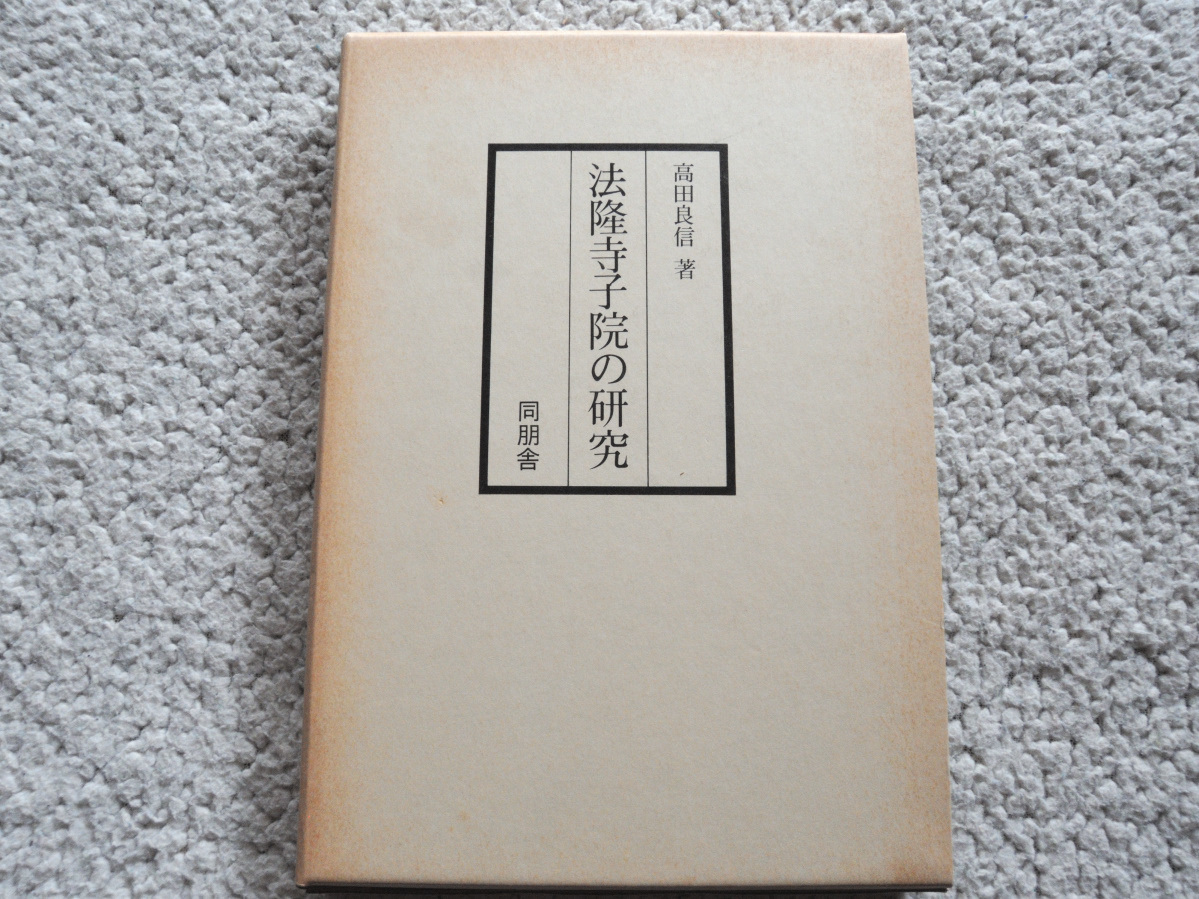 高田良信 著
法隆寺子院の研究
同朋舎